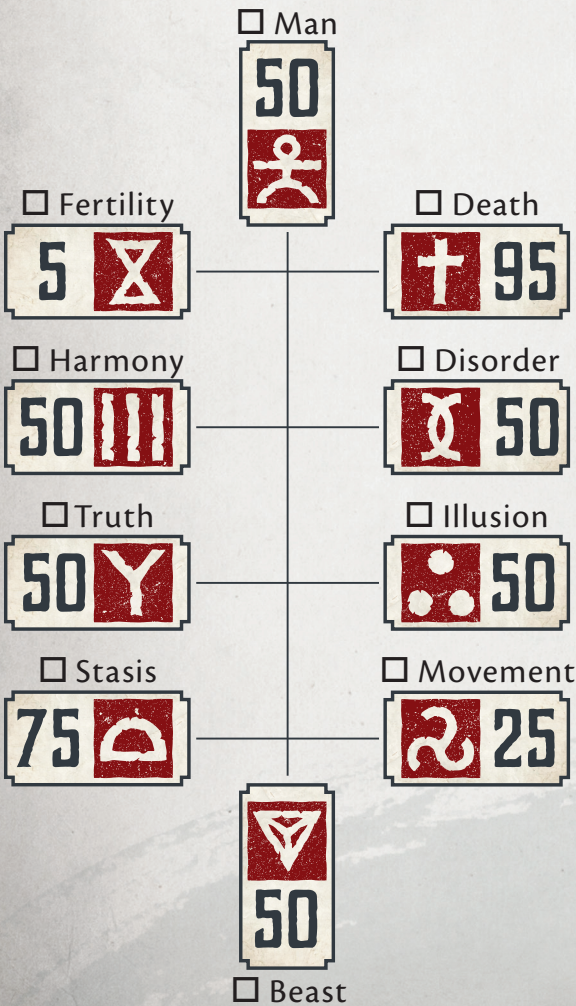 Man
50
Fertility
Death
5
95
Harmony
Disorder
50
50
Truth
Illusion
50
50
Stasis
Movement
75
25
50
Beast